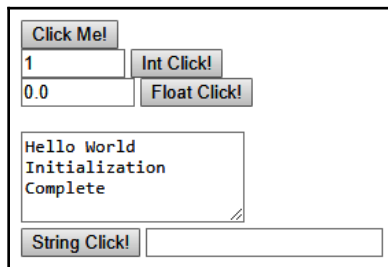 Click Me!
1 Int Click!
0.0 Float Click!
Hello World
Initialization
Complete
String Click!